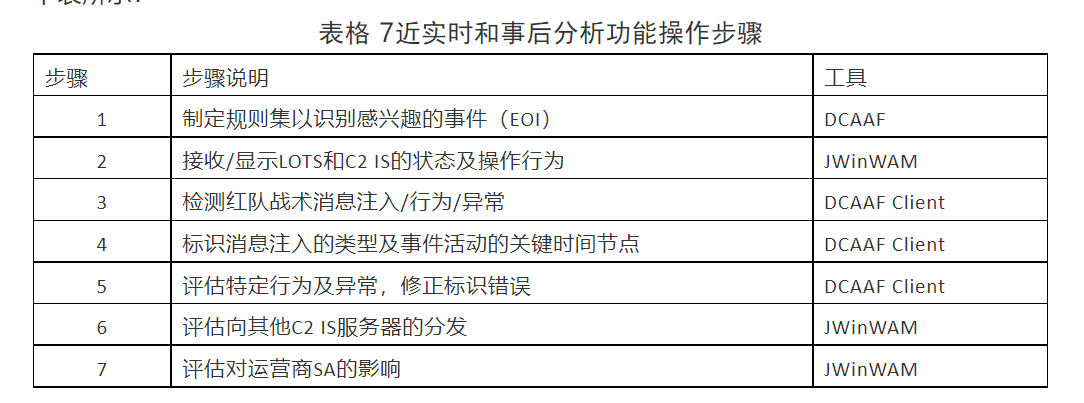 表格 7近实时和事后分析功能操作步骤
步骤 步骤说明 工具
1 制定规则集以识别感兴趣的事件（EOI） DCAAF
2 接收/显示LOTS和C2 IS的状态及操作行为 JWinWAM
3 检测红队战术消息注入/行为/异常 DCAAF Client
4 标识消息注入的类型及事件活动的关键时间节点 DCAAF Client
5 评估特定行为及异常，修正标识错误 DCAAF Client
6 评估向其他C2 IS服务器的分发 JWinWAM
7 评估对运营商SA的影响 JWinWAM